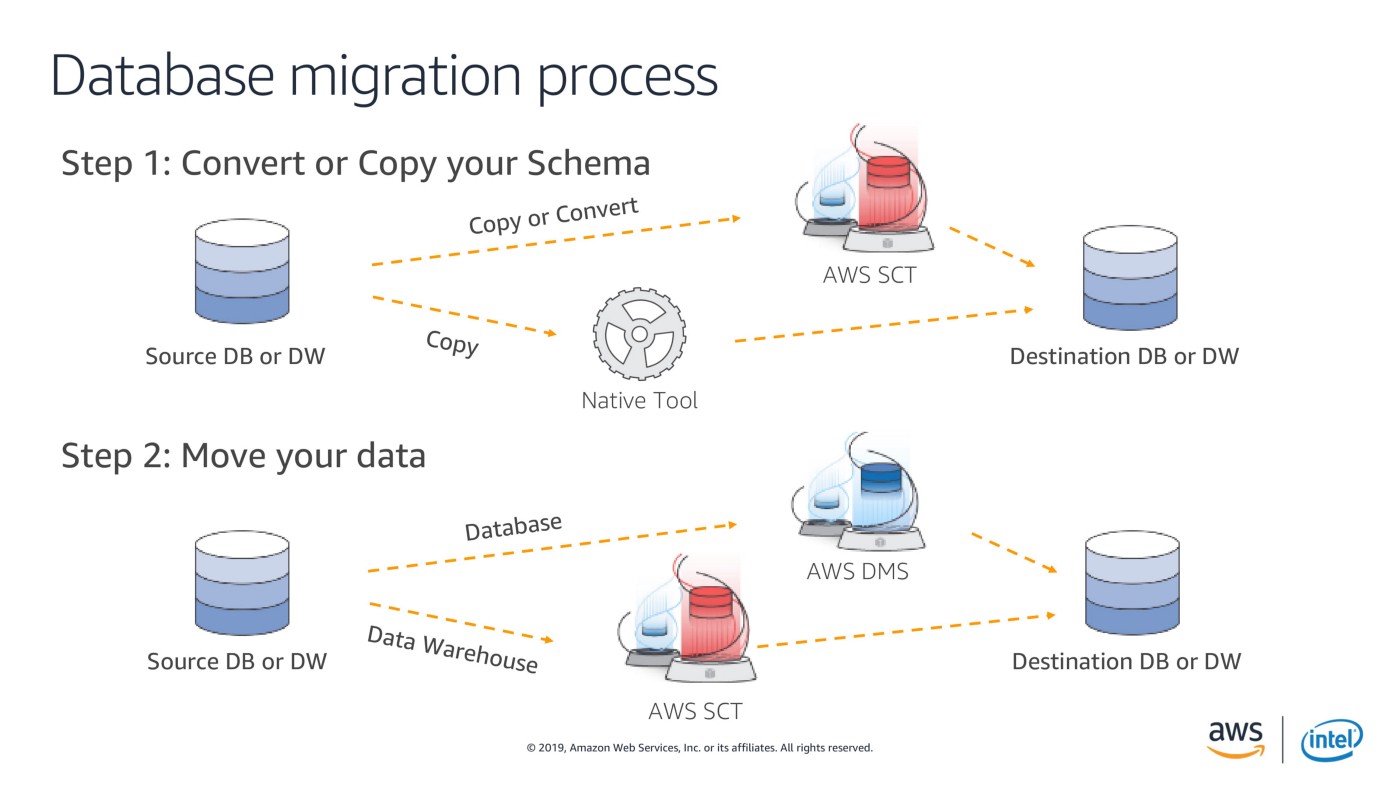 Database migration process
Step 1: Convert or Copy your Schema
Copy or Convert
AWS SCT
Copy
Source DB or DW
Native Tool
Destination DB or DW
Step 2: Move your data
Database
AWS DMS
Data Warehouse
Source DB or DW
AWS SCT
Destination DB or DW
© 2019, Amazon Web Services, Inc. or its affiliates. All rights reserved.
aws
intel